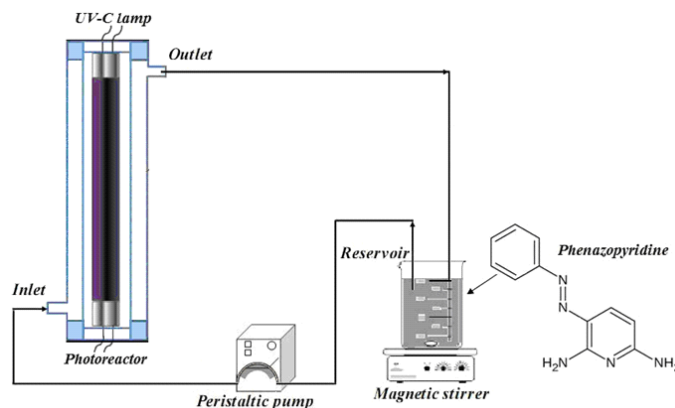 UV-C lamp
Outlet
Reservoir
Phenazopyridine
Inlet
Photoreactor
Peristaltic pump
Magnetic stirrer
N
N
H₂N
N
NH₂